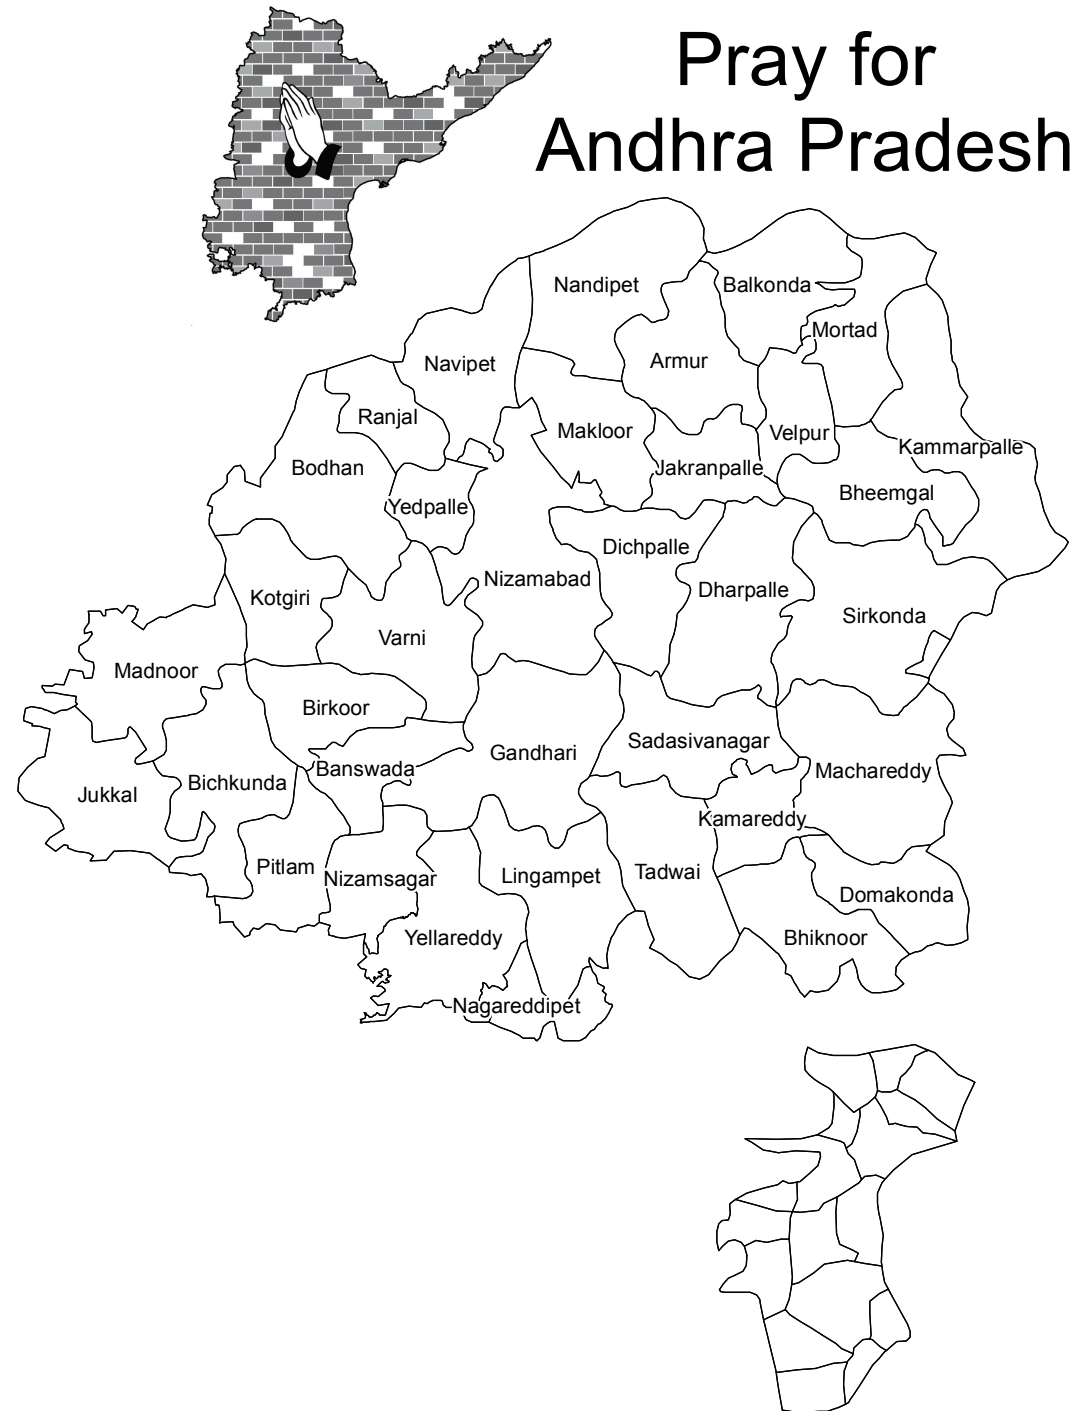 Pray for
Andhra Pradesh
Nandipet
Balkonda
Mortad
Navipet
Armur
Ranjal
Makloor
Velpur
Kammarpalle
Bodhan
Jakranpalle
Bheemgal
Yedpalle
Dichpalle
Nizamabad
Dharpalle
Kotgiri
Sirkonda
Varni
Madnoor
Birkoor
Sadasivanagar
Gandhari
Banswada
Machareddy
Bichkunda
Jukkal
Kamareddy
Pitlam
Nizamsagar
Lingampet
Tadwai
Domakonda
Yellareddy
Bhiknoor
Nagareddipet